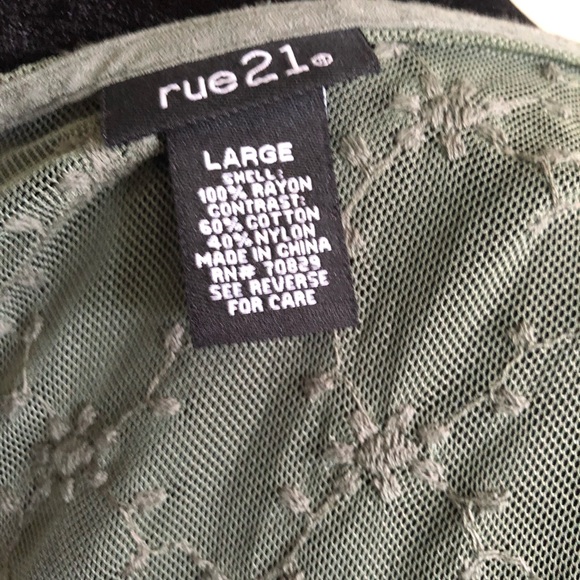 rue21
LARGE
SHELL:
100% RAYON
CONTRAST:
60% COTTON
40% NYLON
MADE IN CHINA
RN# 70829
SEE REVERSE
FOR CARE